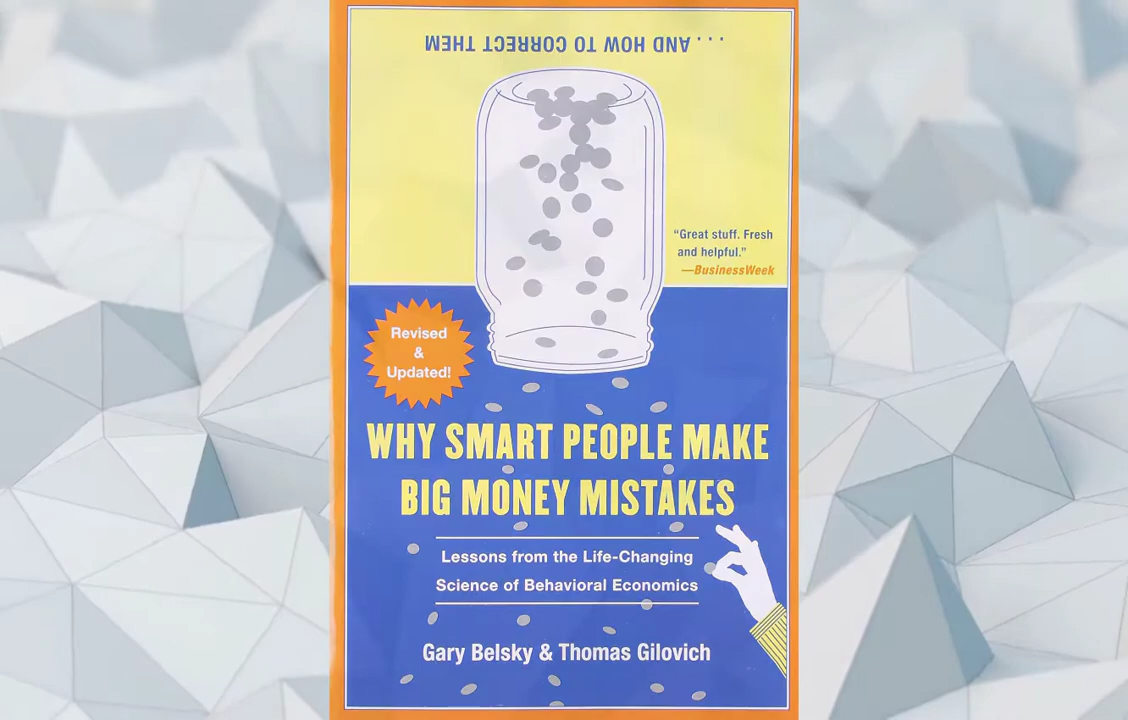 . . . AND HOW TO CORRECT THEM
“Great stuff. Fresh
and helpful.”
—BusinessWeek
Revised
&
Updated!
WHY SMART PEOPLE MAKE
BIG MONEY MISTAKES
Lessons from the Life-Changing
Science of Behavioral Economics
Gary Belsky & Thomas Gilovich